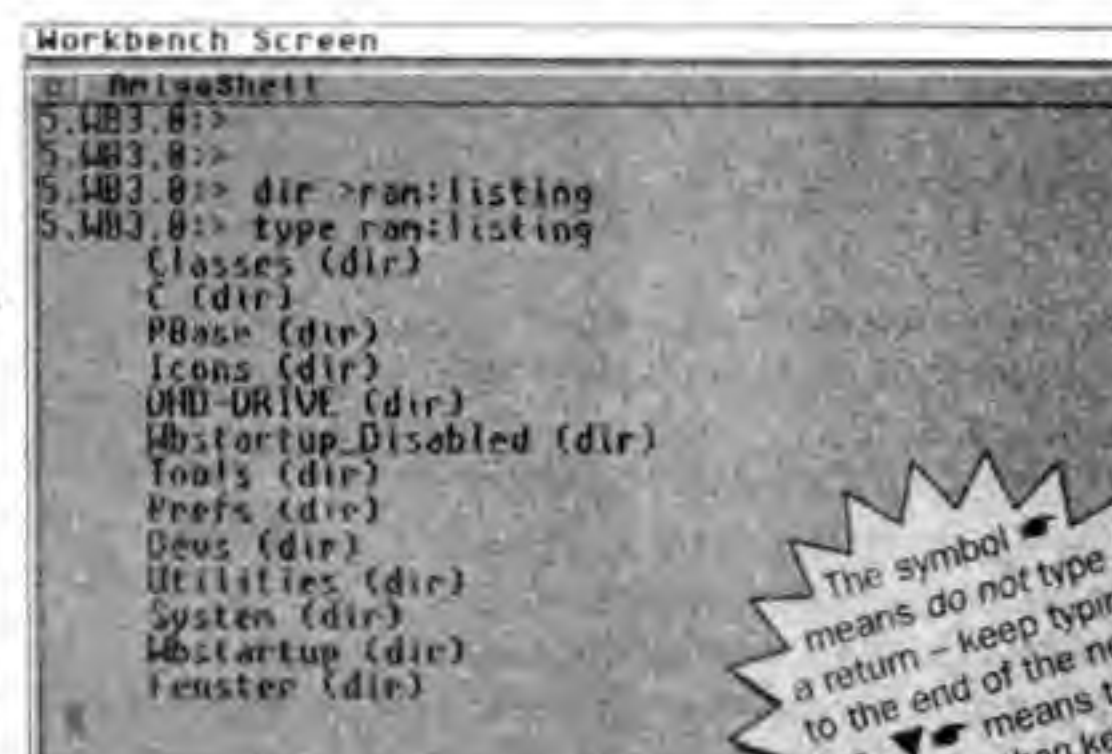 Workbench Screen
AmigaShell
5.WB3.0:>
5.WB3.0:>
5.WB3.0:> dir >ram:listing
5.WB3.0:> type ram:listing
Classes (dir)
C (dir)
PBase (dir)
Icons (dir)
DHD-DRIVE (dir)
Wbstartup_Disabled (dir)
Tools (dir)
Prefs (dir)
Devs (dir)
Utilities (dir)
System (dir)
Wbstartup (dir)
Fenster (dir)
The symbol ☛
means do not type
a return – keep
to the end of the
▼☛ means